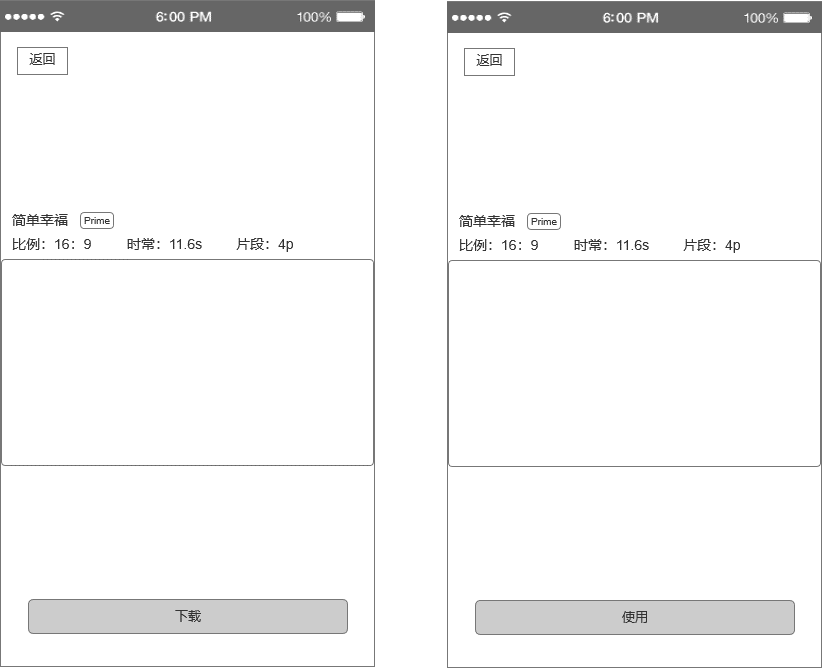 6:00 PM
100%
返回
简单幸福 Prime
比例：16：9 时常：11.6s 片段：4p
下载
6:00 PM
100%
返回
简单幸福 Prime
比例：16：9 时常：11.6s 片段：4p
使用